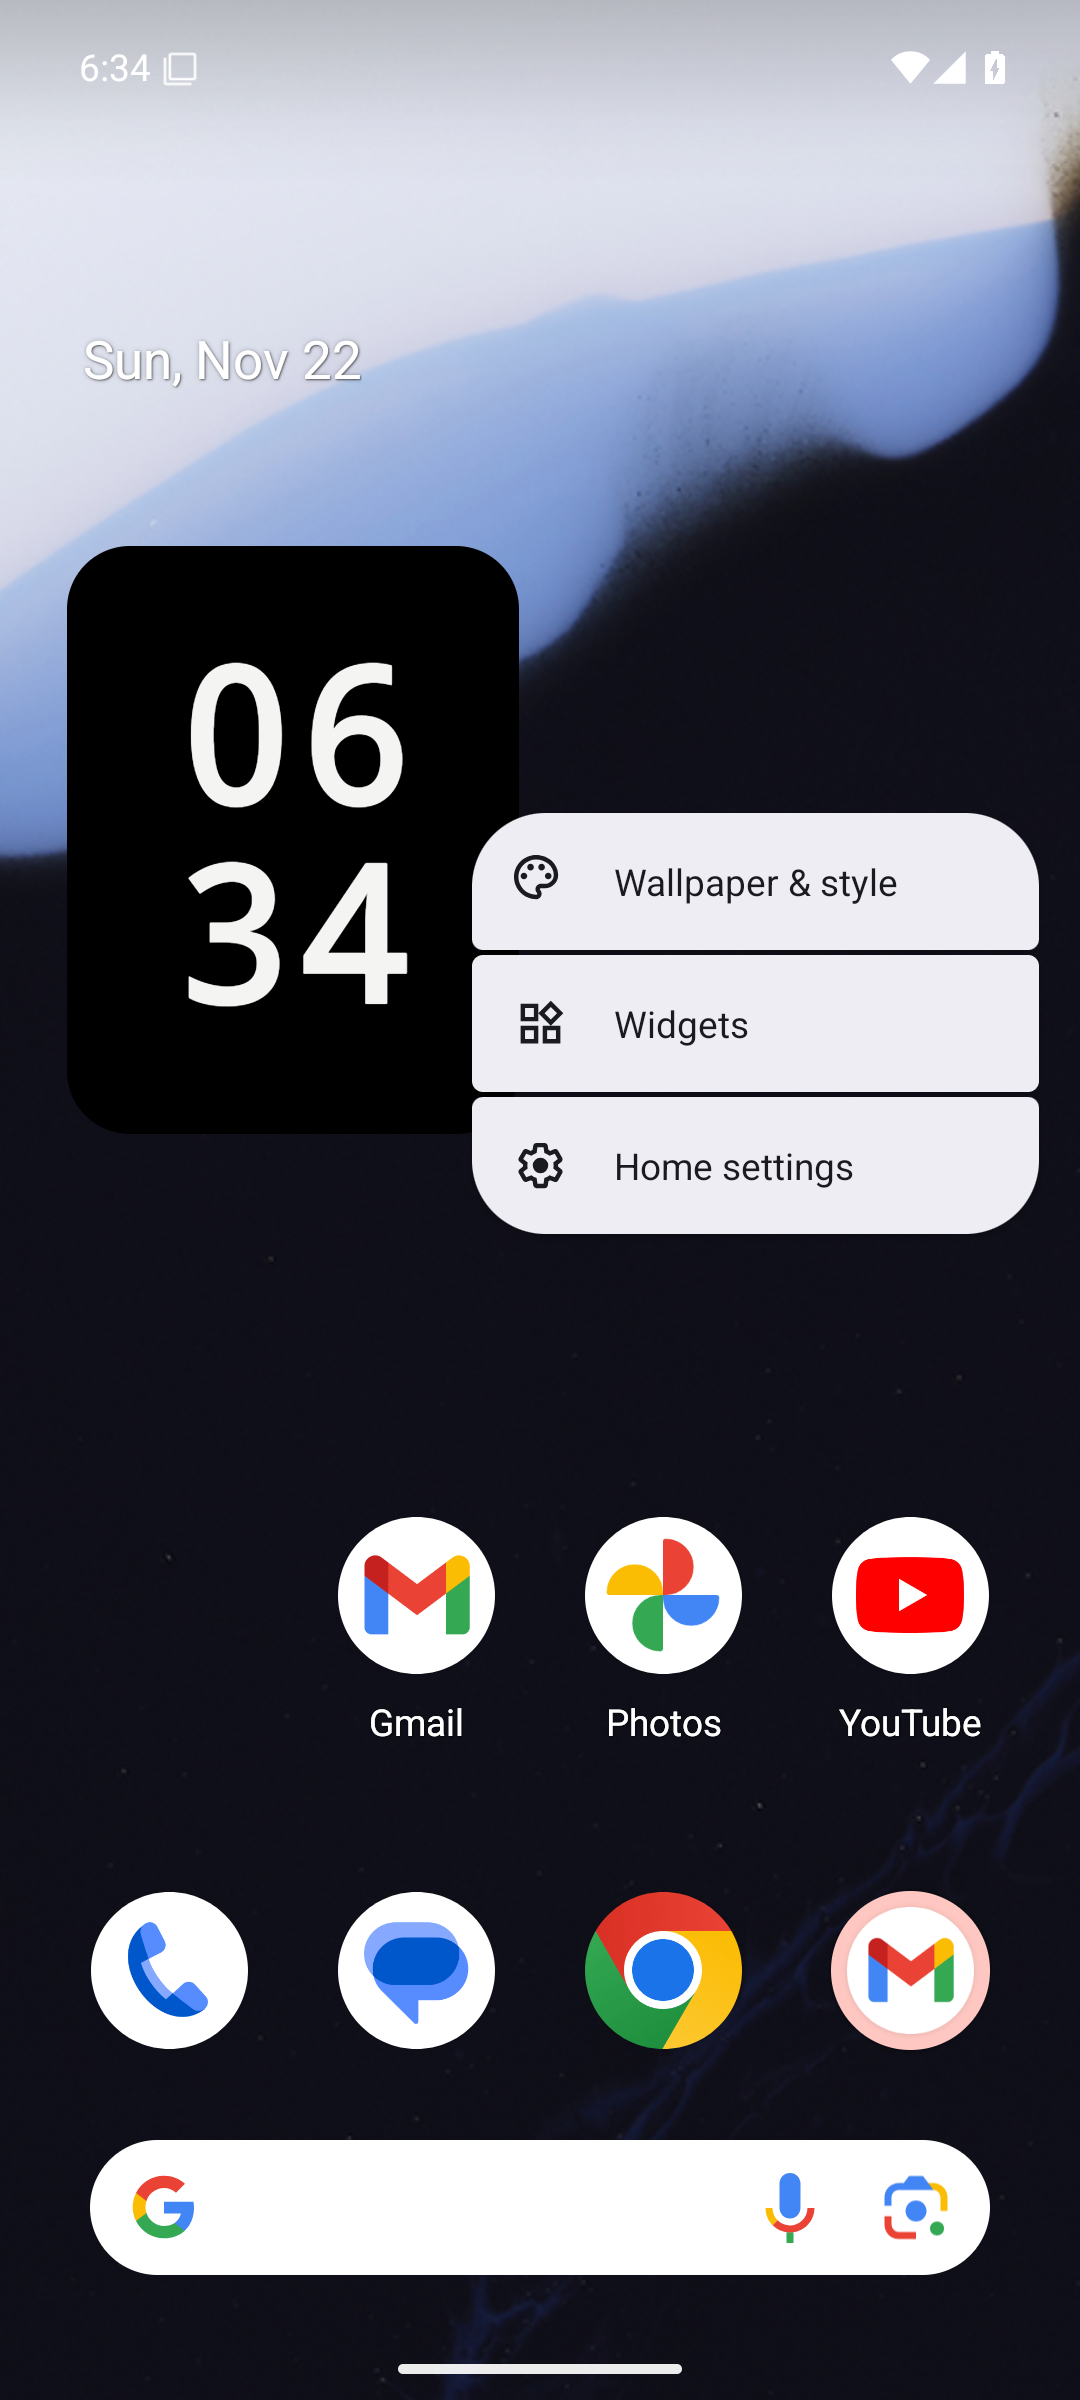 6:34
Sun, Nov 22
06
34
Wallpaper & style
Widgets
Home settings
Gmail
Photos
YouTube